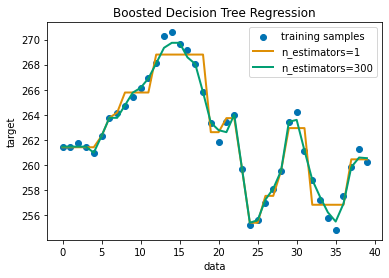 Boosted Decision Tree Regression
training samples
n_estimators=1
n_estimators=300
target
270
268
266
264
262
260
258
256
0 5 10 15 20 25 30 35 40
data